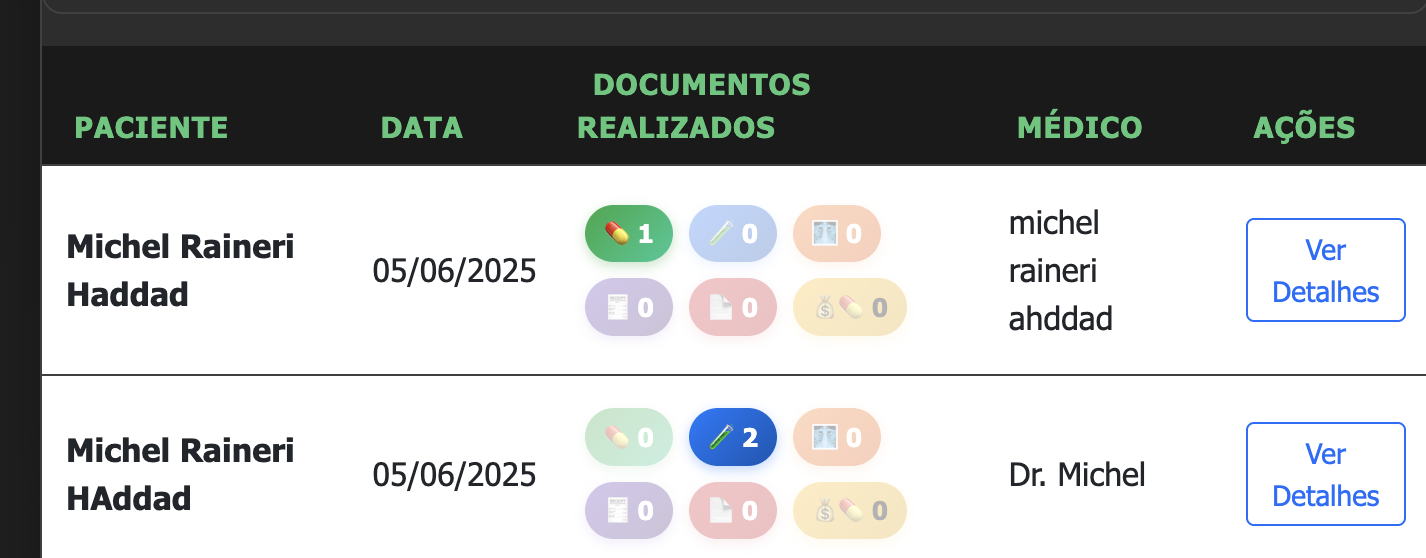 PACIENTE DATA DOCUMENTOS REALIZADOS MÉDICO AÇÕES
Michel Raineri
Haddad
05/06/2025
1 0 0
0 0 0
michel
raineri
ahddad
Ver
Detalhes
Michel Raineri
HAddad
05/06/2025
0 2 0
0 0 0
Dr. Michel
Ver
Detalhes